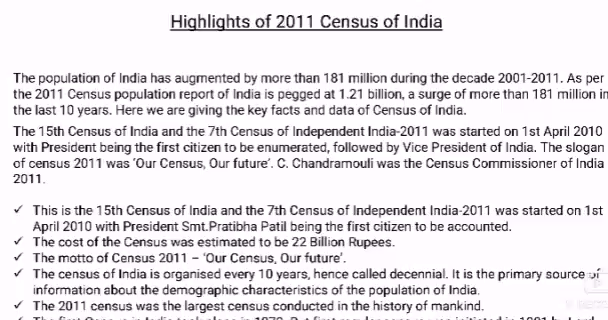 Highlights of 2011 Census of India
The population of India has augmented by more than 181 million during the decade 2001-2011. As per
the 2011 Census population report of India is pegged at 1.21 billion, a surge of more than 181 million in
the last 10 years. Here we are giving the key facts and data of Census of India.
The 15th Census of India and the 7th Census of Independent India-2011 was started on 1st April 2010
with President being the first citizen to be enumerated, followed by Vice President of India. The slogan
of census 2011 was 'Our Census, Our future'. C. Chandramouli was the Census Commissioner of India
2011.
✓ This is the 15th Census of India and the 7th Census of Independent India-2011 was started on 1st
April 2010 with President Smt.Pratibha Patil being the first citizen to be accounted.
✓ The cost of the Census was estimated to be 22 Billion Rupees.
✓ The motto of Census 2011 – 'Our Census, Our future'.
✓ The census of India is organised every 10 years, hence called decennial. It is the primary source of
information about the demographic characteristics of the population of India.
✓ The 2011 census was the largest census conducted in the history of mankind.